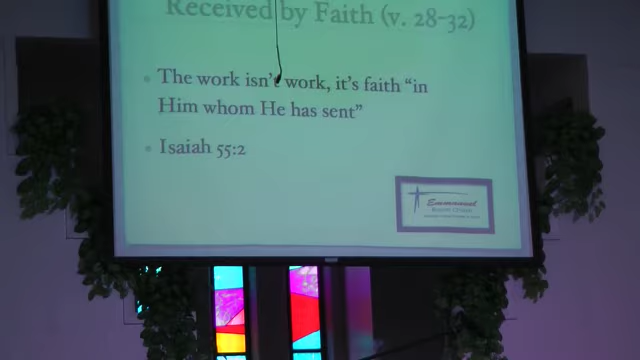 Received by Faith (v. 28-32)
The work isn't work, it's faith “in
Him whom He has sent”
Isaiah 55:2
Emmanuel